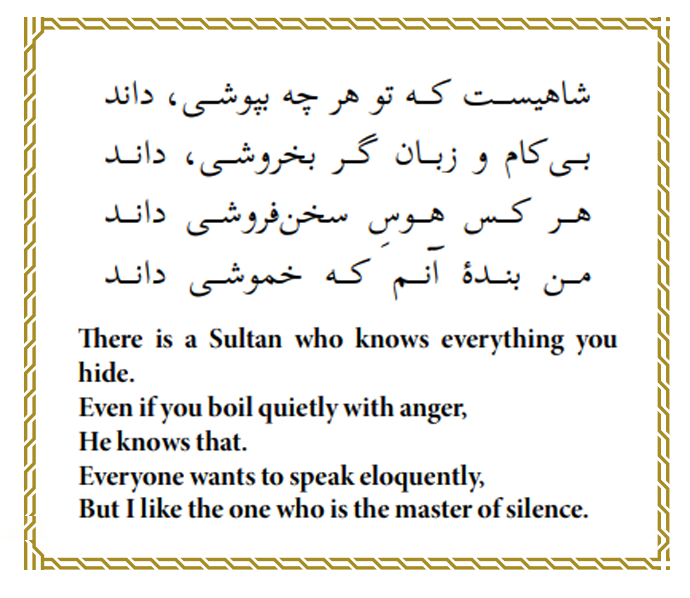 شاهیست که تو هر چه بپوشی، داند
بی‌کام و زبان گر بخروشی، داند
هر کس هوسِ سخن‌فروشی داند
من بندهٔ آنم که خموشی داند
There is a Sultan who knows everything you
hide.
Even if you boil quietly with anger,
He knows that.
Everyone wants to speak eloquently,
But I like the one who is the master of silence.